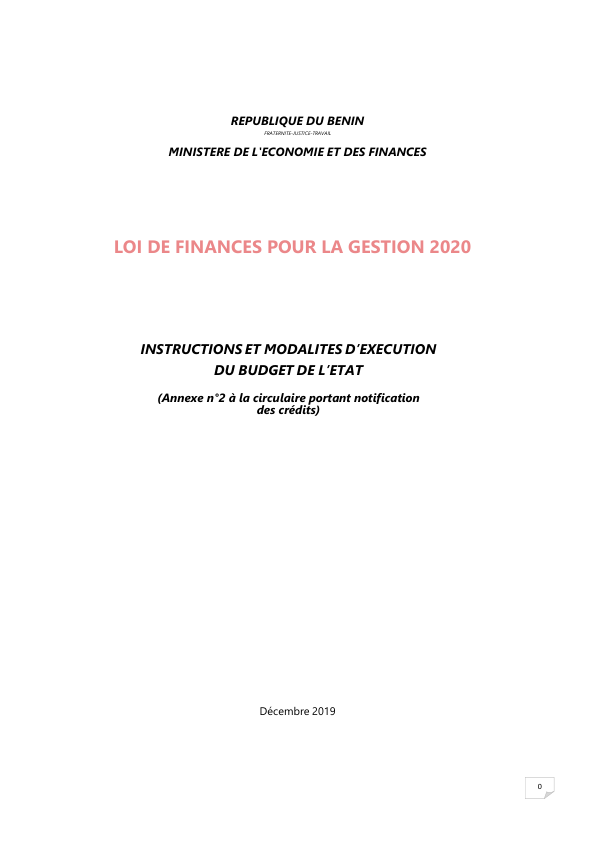 REPUBLIQUE DU BENIN
FRATERNITE-JUSTICE-TRAVAIL
MINISTERE DE L'ECONOMIE ET DES FINANCES
LOI DE FINANCES POUR LA GESTION 2020
INSTRUCTIONS ET MODALITES D’EXECUTION
DU BUDGET DE L’ETAT
(Annexe n°2 à la circulaire portant notification
des crédits)
Décembre 2019
0